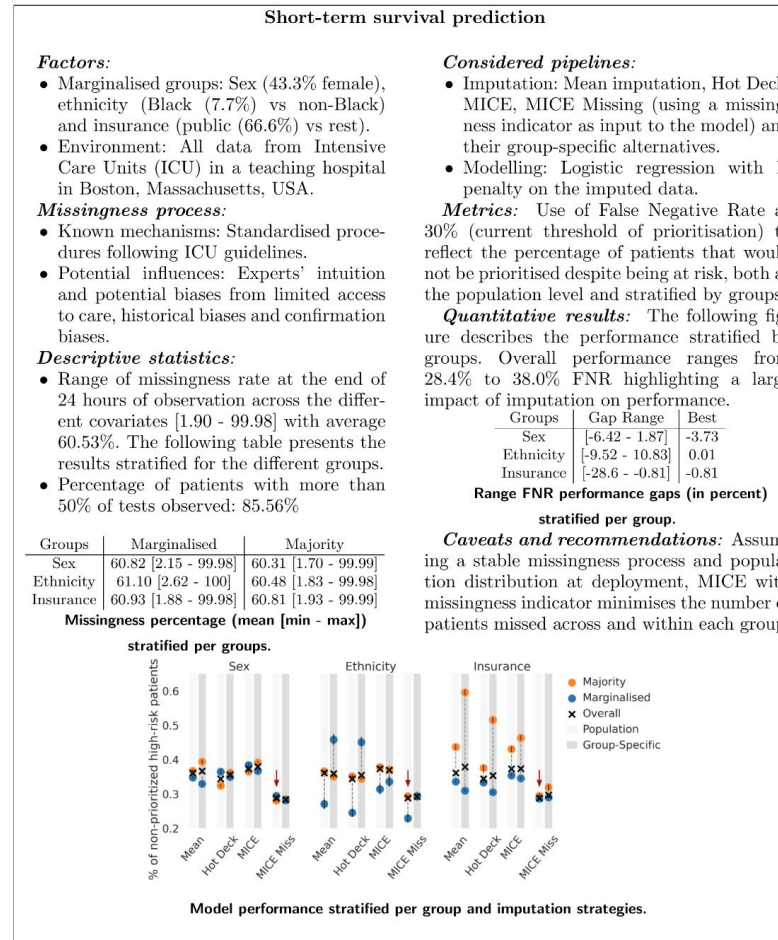 Short-term survival prediction
Factors:
• Marginalised groups: Sex (43.3% female),
ethnicity (Black (7.7%) vs non-Black)
and insurance (public (66.6%) vs rest).
• Environment: All data from Intensive
Care Units (ICU) in a teaching hospital
in Boston, Massachusetts, USA.
Missingness process:
• Known mechanisms: Standardised proce-
dures following ICU guidelines.
• Potential influences: Experts' intuition
and potential biases from limited access
to care, historical biases and confirmation
biases.
Descriptive statistics:
• Range of missingness rate at the end of
24 hours of observation across the differ-
ent covariates [1.90 - 99.98] with average
60.53%. The following table presents the
results stratified for the different groups.
• Percentage of patients with more than
50% of tests observed: 85.56%
Groups Marginalised Majority
Sex 60.82 [2.15 - 99.98] 60.31 [1.70 - 99.99]
Ethnicity 61.10 [2.62 - 100] 60.48 [1.83 - 99.98]
Insurance 60.93 [1.88 - 99.98] 60.81 [1.93 - 99.99]
Missingness percentage (mean [min - max])
stratified per groups.
Considered pipelines:
• Imputation: Mean imputation, Hot Deck
MICE, MICE Missing (using a missing
ness indicator as input to the model) an
their group-specific alternatives.
• Modelling: Logistic regression with
penalty on the imputed data.
Metrics: Use of False Negative Rate a
30% (current threshold of prioritisation) t
reflect the percentage of patients that woul
not be prioritised despite being at risk, both a
the population level and stratified by groups
Quantitative results: The following fig
ure describes the performance stratified b
groups. Overall performance ranges from
28.4% to 38.0% FNR highlighting a larg
impact of imputation on performance.
Groups Gap Range Best
Sex [-6.42 - 1.87] -3.73
Ethnicity [-9.52 - 10.83] 0.01
Insurance [-28.6 - -0.81] -0.81
Range FNR performance gaps (in percent)
stratified per group.
Caveats and recommendations: Assum
ing a stable missingness process and popula
tion distribution at deployment, MICE wit
missingness indicator minimises the number o
patients missed across and within each group
% of non-prioritized high-risk patients
0.6
0.5
0.4
0.3
0.2
Sex
Mean
Hot Deck
MICE
MICE Miss
Ethnicity
Mean
Hot Deck
MICE
MICE Miss
Insurance
Mean
Hot Deck
MICE
MICE Miss
Majority
Marginalised
Overall
Population
Group-Specific
Model performance stratified per group and imputation strategies.